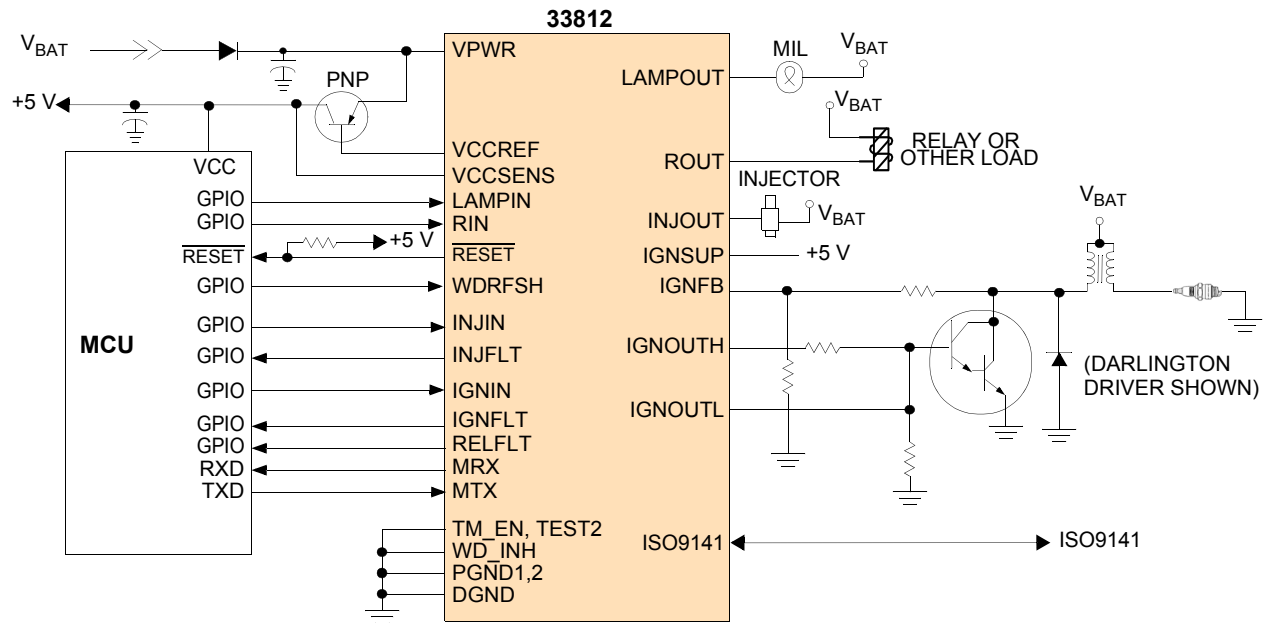 33812
VBAT
VPWR
LAMPOUT
MIL
VBAT
PNP
+5 V
VBAT
VCCREF
VCCSENS
ROUT
RELAY OR
OTHER LOAD
VCC
GPIO
LAMPIN
GPIO
RIN
INJECTOR
INJOUT
VBAT
VBAT
+5 V
RESET
RESET
IGNSUP
+5 V
GPIO
WDRFSH
IGNFB
MCU
GPIO
INJIN
GPIO
INJFLT
IGNOUTH
(DARLINGTON
DRIVER SHOWN)
GPIO
IGNIN
IGNOUTL
GPIO
IGNFLT
GPIO
RELFLT
RXD
MRX
TXD
MTX
TM_EN, TEST2
WD_INH
PGND1,2
DGND
ISO9141
ISO9141